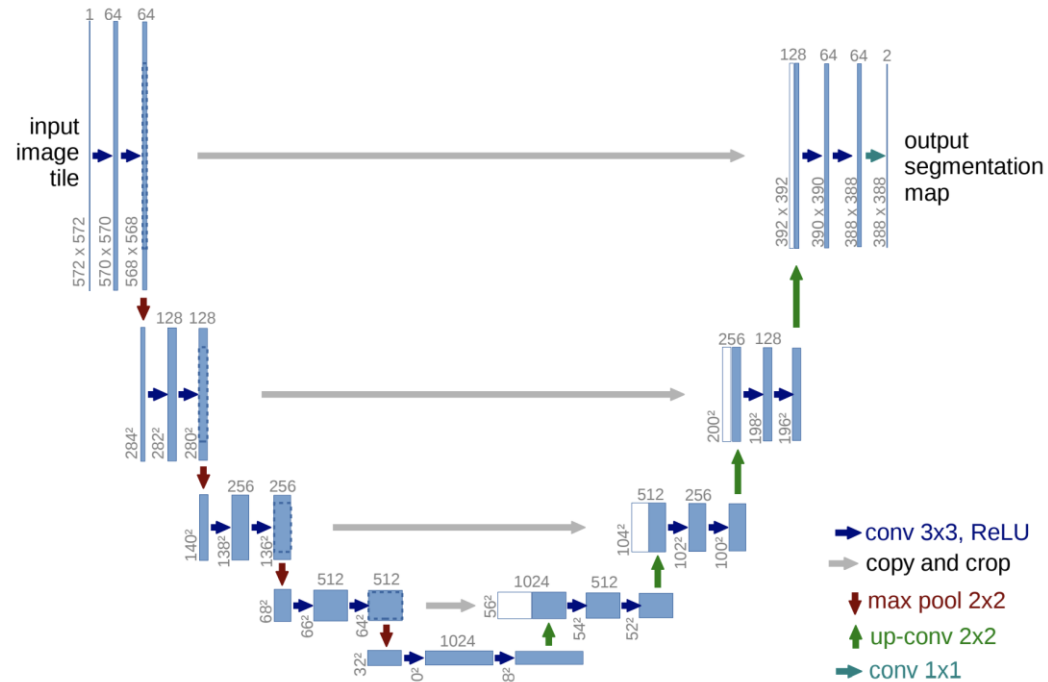 1
64
64
input
image
tile
572 x 572
570 x 570
568 x 568
128
64
64
2
output
segmentation
map
392 x 392
390 x 390
388 x 388
388 x 388
128
128
284²
282²
280²
256
128
200²
198²
196²
256
256
140²
138²
136²
512
256
104²
102²
100²
512
512
68²
66²
64²
1024
512
56²
54²
52²
1024
32²
0²
8²
conv 3x3, ReLU
copy and crop
max pool 2x2
up-conv 2x2
conv 1x1